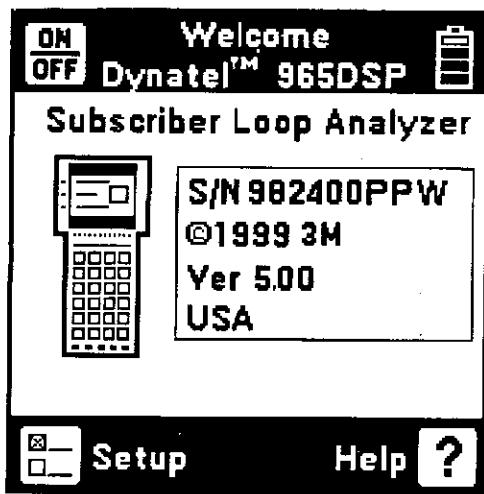 ON
OFF
Welcome
Dynatel™ 965DSP
Subscriber Loop Analyzer
S/N 982400PPW
©1999 3M
Ver 5.00
USA
Setup
Help ?